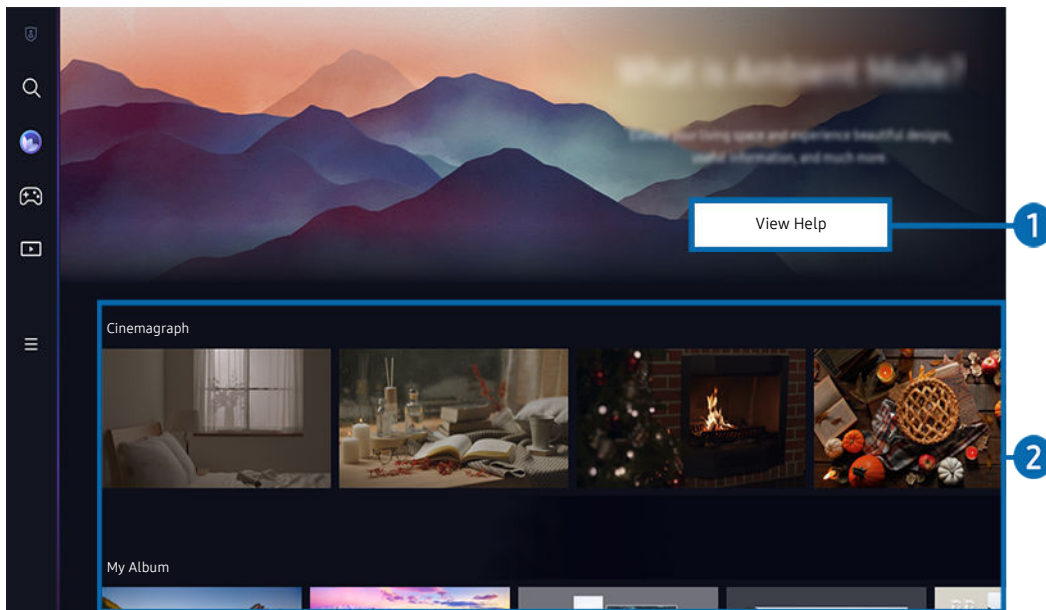 What is Ambient Mode?
your living space and experience beautiful designs,
useful information, and much more.
View Help
1
Cinemagraph
2
My Album